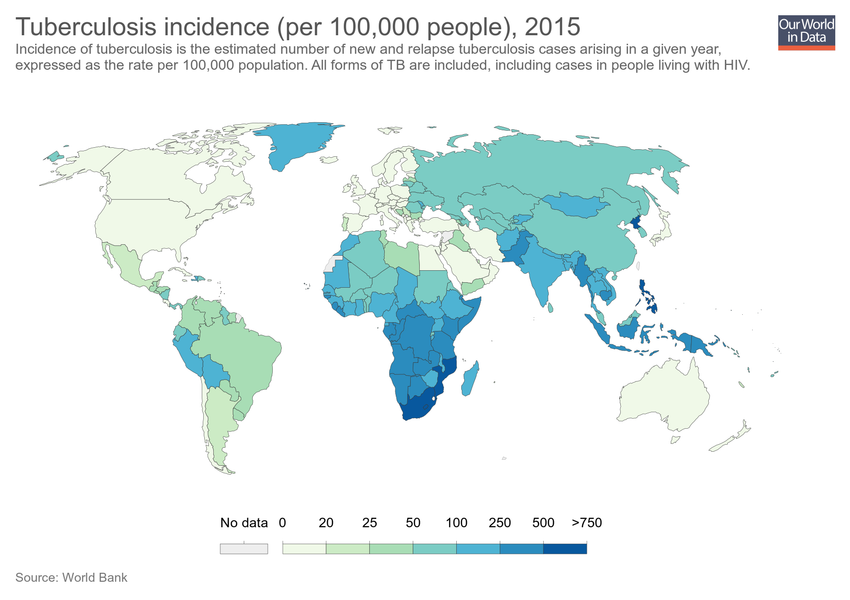 Tuberculosis incidence (per 100,000 people), 2015
Our World
in Data
Incidence of tuberculosis is the estimated number of new and relapse tuberculosis cases arising in a given year,
expressed as the rate per 100,000 population. All forms of TB are included, including cases in people living with HIV.
No data 0 20 25 50 100 250 500 >750
Source: World Bank